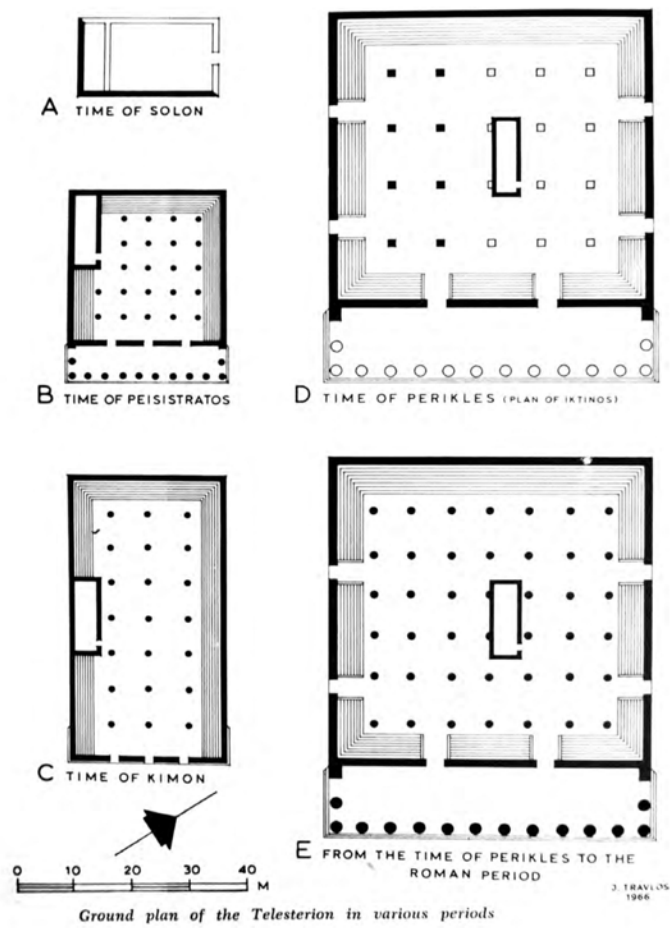 A TIME OF SOLON
B TIME OF PEISISTRATOS
C TIME OF KIMON
D TIME OF PERIKLES (PLAN OF IKTINOS)
E FROM THE TIME OF PERIKLES TO THE
ROMAN PERIOD
0 10 20 30 40 M
J. TRAVLOS
1966
Ground plan of the Telesterion in various periods